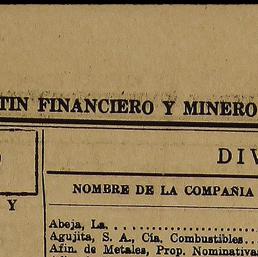 TIN FINANCIERO Y MINERO
DIV
NOMBRE DE LA COMPAÑIA
Y
Abeja, La. . . . . . . . . . . . . . . . . .
Agujita, S. A., Cía. Combustibles. .
Afin. de Metales, Prop. Nominativa